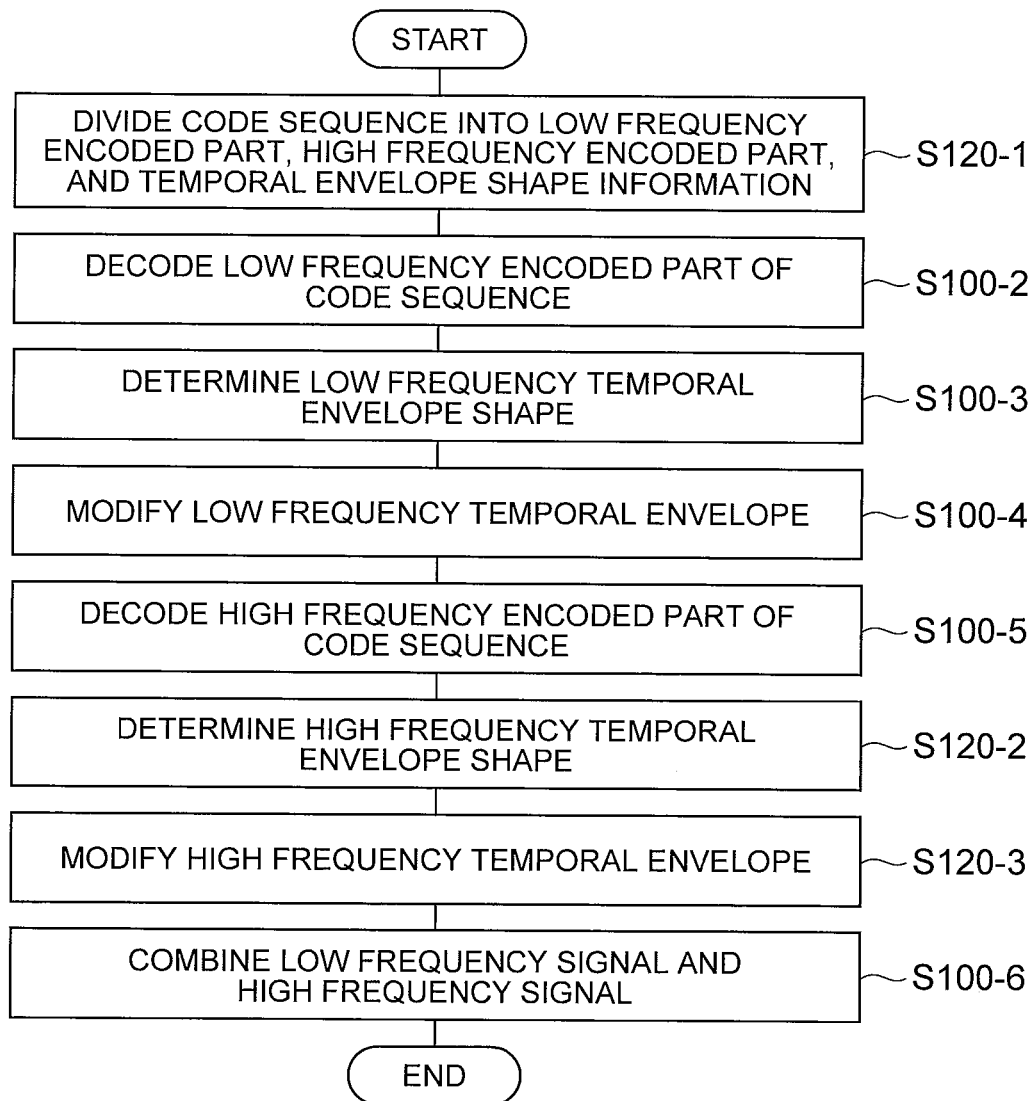 START
DIVIDE CODE SEQUENCE INTO LOW FREQUENCY
ENCODED PART, HIGH FREQUENCY ENCODED PART,
AND TEMPORAL ENVELOPE SHAPE INFORMATION
S120-1
DECODE LOW FREQUENCY ENCODED PART OF
CODE SEQUENCE
S100-2
DETERMINE LOW FREQUENCY TEMPORAL
ENVELOPE SHAPE
S100-3
MODIFY LOW FREQUENCY TEMPORAL ENVELOPE
S100-4
DECODE HIGH FREQUENCY ENCODED PART OF
CODE SEQUENCE
S100-5
DETERMINE HIGH FREQUENCY TEMPORAL
ENVELOPE SHAPE
S120-2
MODIFY HIGH FREQUENCY TEMPORAL ENVELOPE
S120-3
COMBINE LOW FREQUENCY SIGNAL AND
HIGH FREQUENCY SIGNAL
S100-6
END